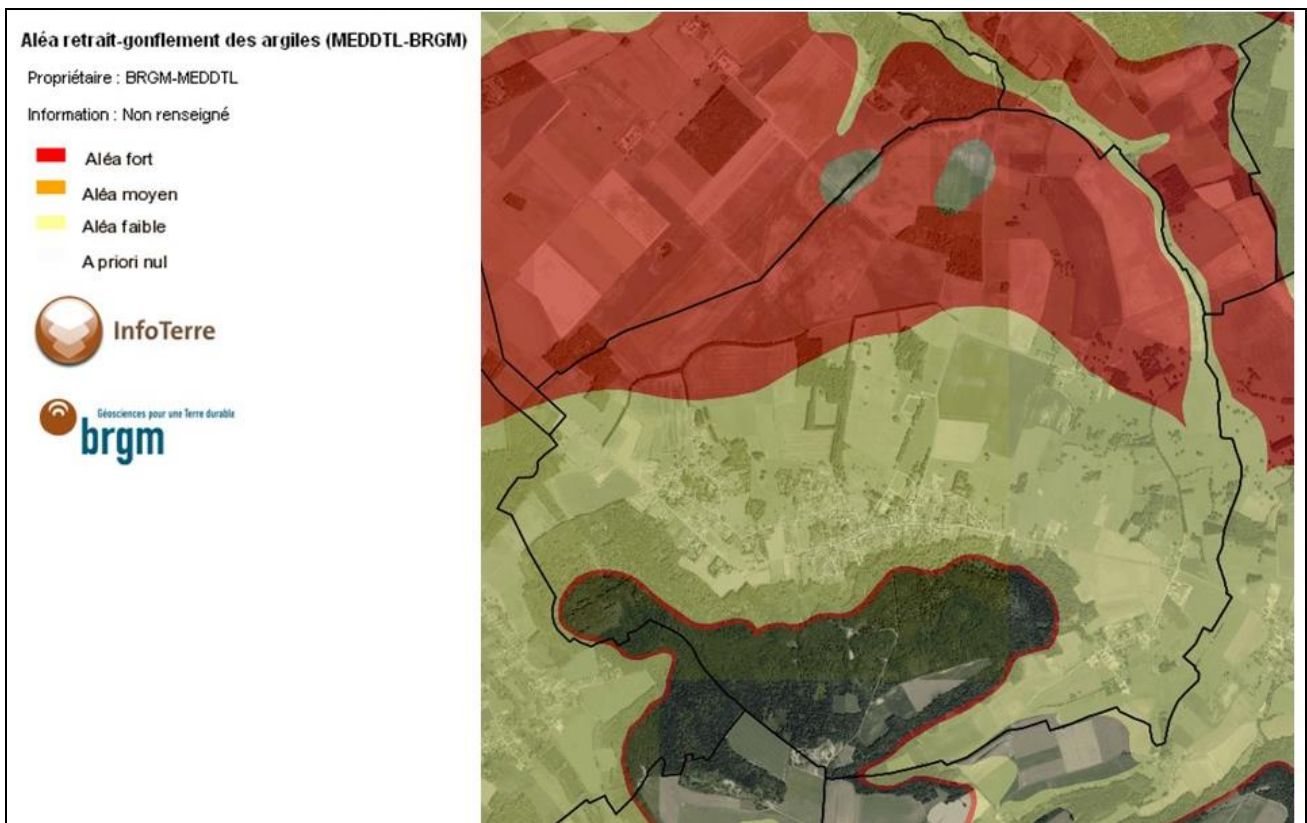 Aléa retrait-gonflement des argiles (MEDDTL-BRGM)
Propriétaire : BRGM-MEDDTL
Information : Non renseigné
Aléa fort
Aléa moyen
Aléa faible
A priori nul
InfoTerre
Géosciences pour une Terre durable
brgm